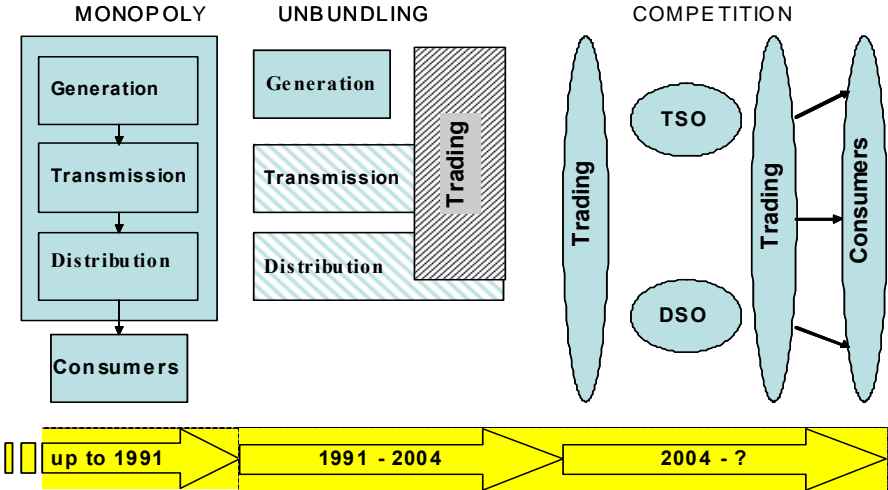 MONOPOLY
UNBUNDLING
COMPETITION
Generation
Transmission
Distribution
Consumers
Generation
Transmission
Distribution
Trading
Trading
TSO
DSO
Trading
Consumers
up to 1991
1991 - 2004
2004 - ?